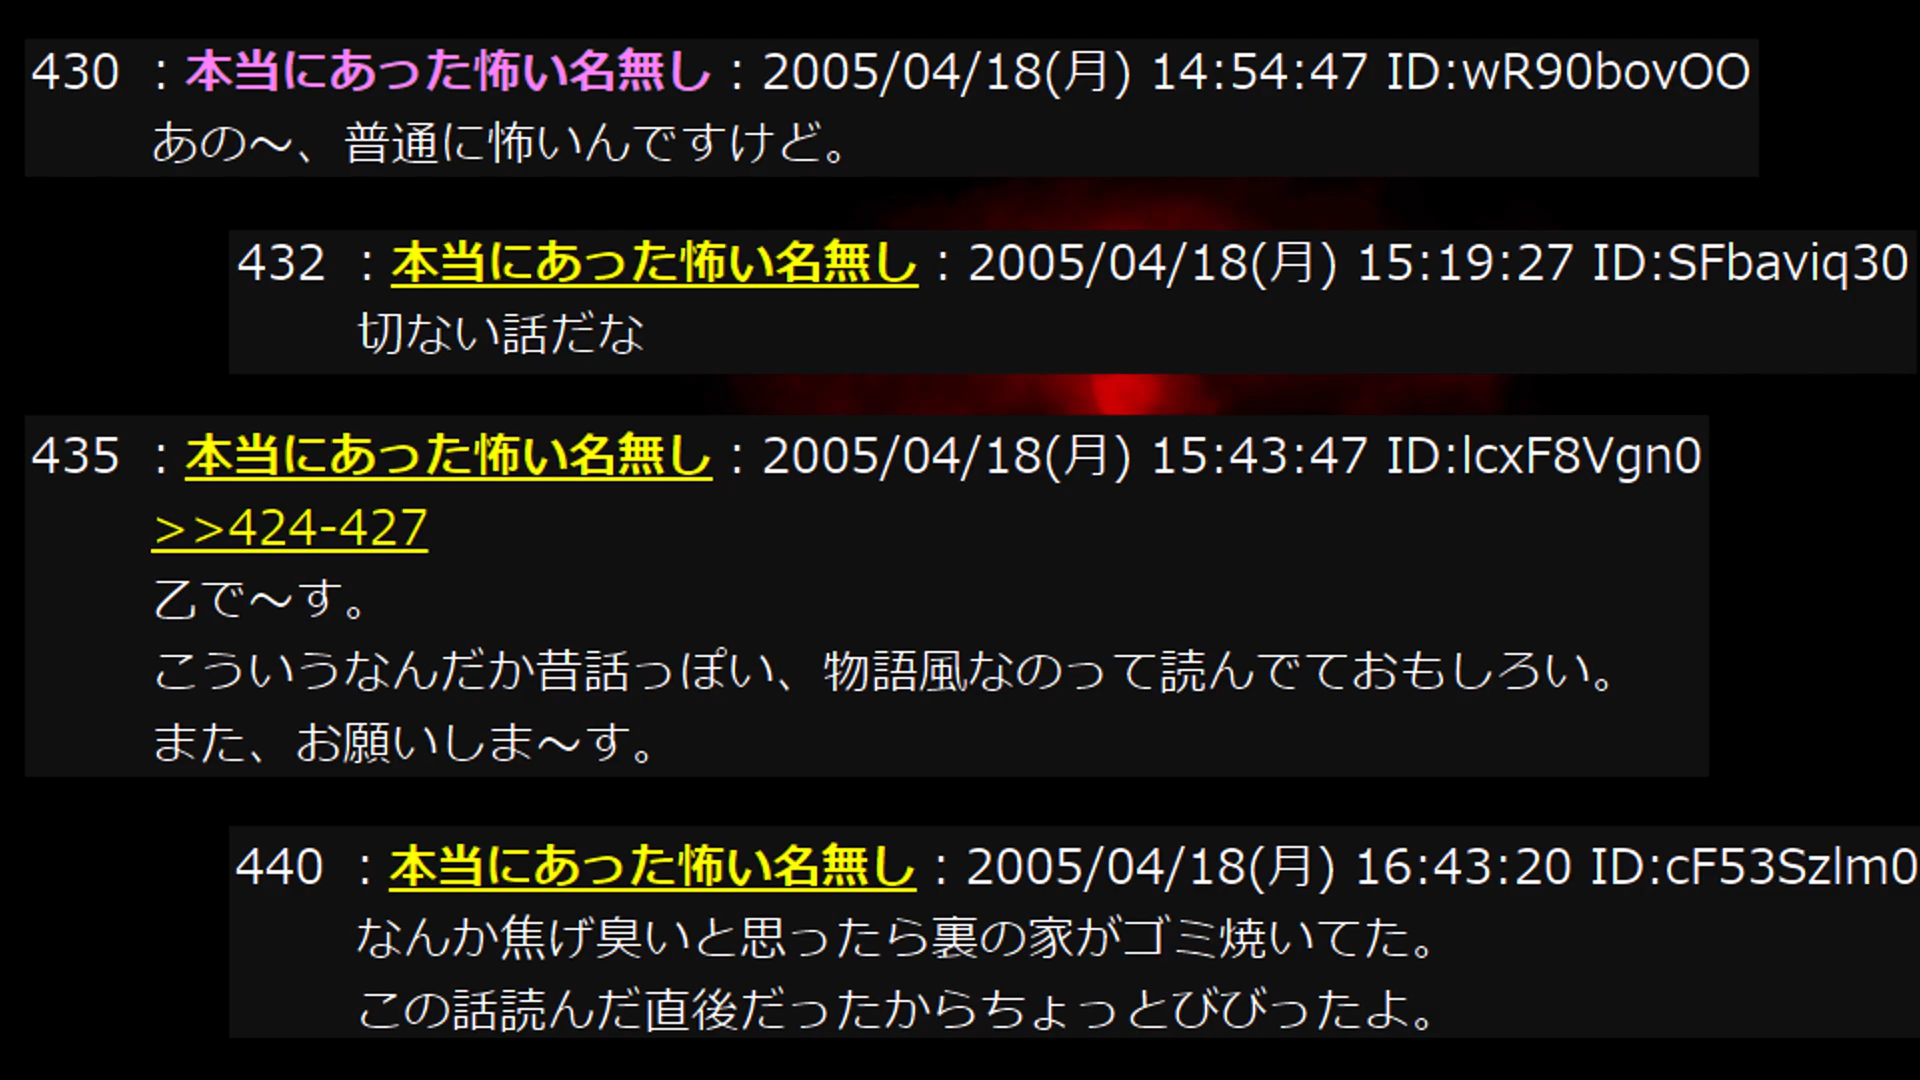 430 ：本当にあった怖い名無し：2005/04/18(月) 14:54:47 ID:wR90bovOO
あの～、普通に怖いんですけど。
432 ：本当にあった怖い名無し：2005/04/18(月) 15:19:27 ID:SFbaviq30
切ない話だな
435 ：本当にあった怖い名無し：2005/04/18(月) 15:43:47 ID:lcxF8Vgn0
>>424-427
乙で～す。
こういうなんだか昔話っぽい、物語風なのって読んでておもしろい。
また、お願いしま～す。
440 ：本当にあった怖い名無し：2005/04/18(月) 16:43:20 ID:cF53Szlm0
なんか焦げ臭いと思ったら裏の家がゴミ焼いてた。
この話読んだ直後だったからちょっとびびったよ。